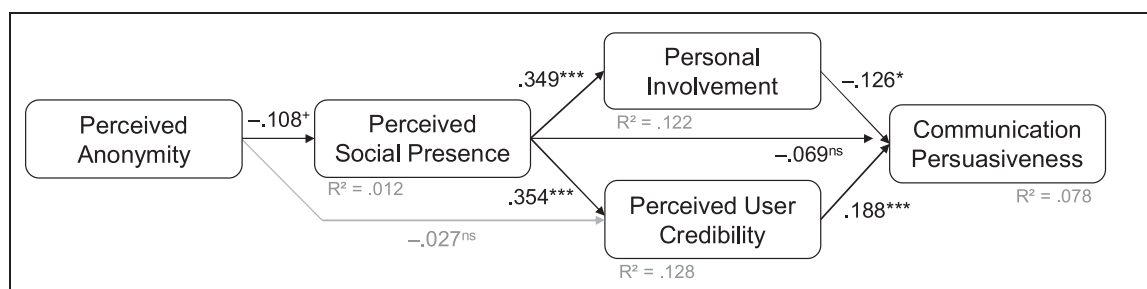 Perceived
Anonymity
–.108⁺
Perceived
Social Presence
R² = .012
.349***
Personal
Involvement
R² = .122
–.126*
–.069ⁿˢ
Communication
Persuasiveness
R² = .078
.354***
–.027ⁿˢ
Perceived User
Credibility
R² = .128
.188***